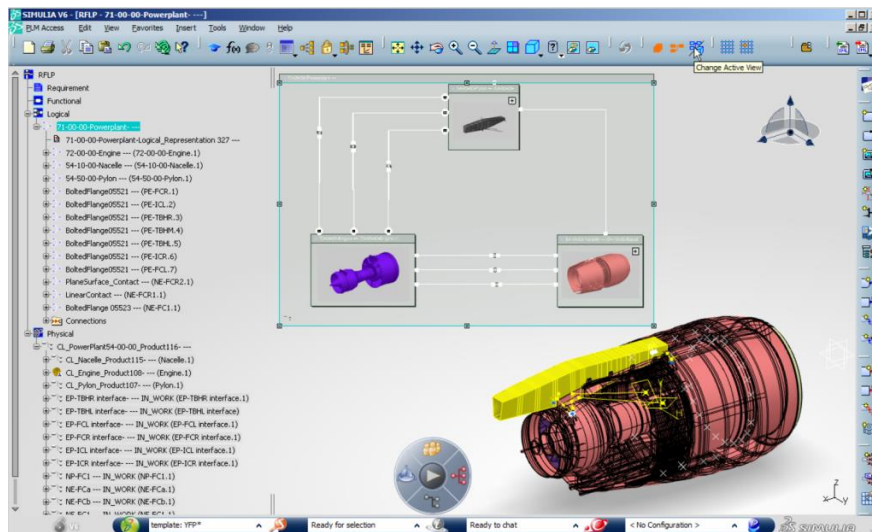 SIMULIA V6 - [RFLP - 71-00-00-Powerplant- ---]
PLM Access Edit View Favorites Insert Tools Window Help
Change Active View
RFLP
Requirement
Functional
Logical
71-00-00-Powerplant- ---
71-00-00-Powerplant-Logical_Representation 327 ---
72-00-00-Engine --- (72-00-00-Engine.1)
54-10-00-Nacelle --- (54-10-00-Nacelle.1)
54-50-00-Pylon --- (54-50-00-Pylon.1)
BoltedFlange05521 --- (PE-FCR.1)
BoltedFlange05521 --- (PE-ICL.2)
BoltedFlange05521 --- (PE-TBHR.3)
BoltedFlange05521 --- (PE-TBHM.4)
BoltedFlange05521 --- (PE-TBHL.5)
BoltedFlange05521 --- (PE-ICR.6)
BoltedFlange05521 --- (PE-FCL.7)
PlaneSurface_Contact --- (NE-FCR2.1)
LinearContact --- (NE-FCR1.1)
BoltedFlange 05523 --- (NE-FC1.1)
Connections
Physical
CL_PowerPlant54-00-00_Product116- ---
CL_Nacelle_Product115- --- (Nacelle.1)
CL_Engine_Product108- --- (Engine.1)
CL_Pylon_Product107- --- (Pylon.1)
EP-TBHR interface- --- IN_WORK (EP-TBHR interface.1)
EP-TBHL interface- --- IN_WORK (EP-TBHL interface)
EP-FCL interface- --- IN_WORK (EP-FCL interface.1)
EP-FCR interface- --- IN_WORK (EP-FCR interface.1)
EP-ICL interface- --- IN_WORK (EP-ICL interface.1)
EP-ICR interface- --- IN_WORK (EP-ICR interface.1)
NP-FC1 --- IN_WORK (NP-FC1.1)
NE-FCa --- IN_WORK (NE-FCa.1)
NE-FCb --- IN_WORK (NE-FCb.1)
z
x
y
template: YFP* Ready for selection Ready to chat < No Configuration >
SIMULIA